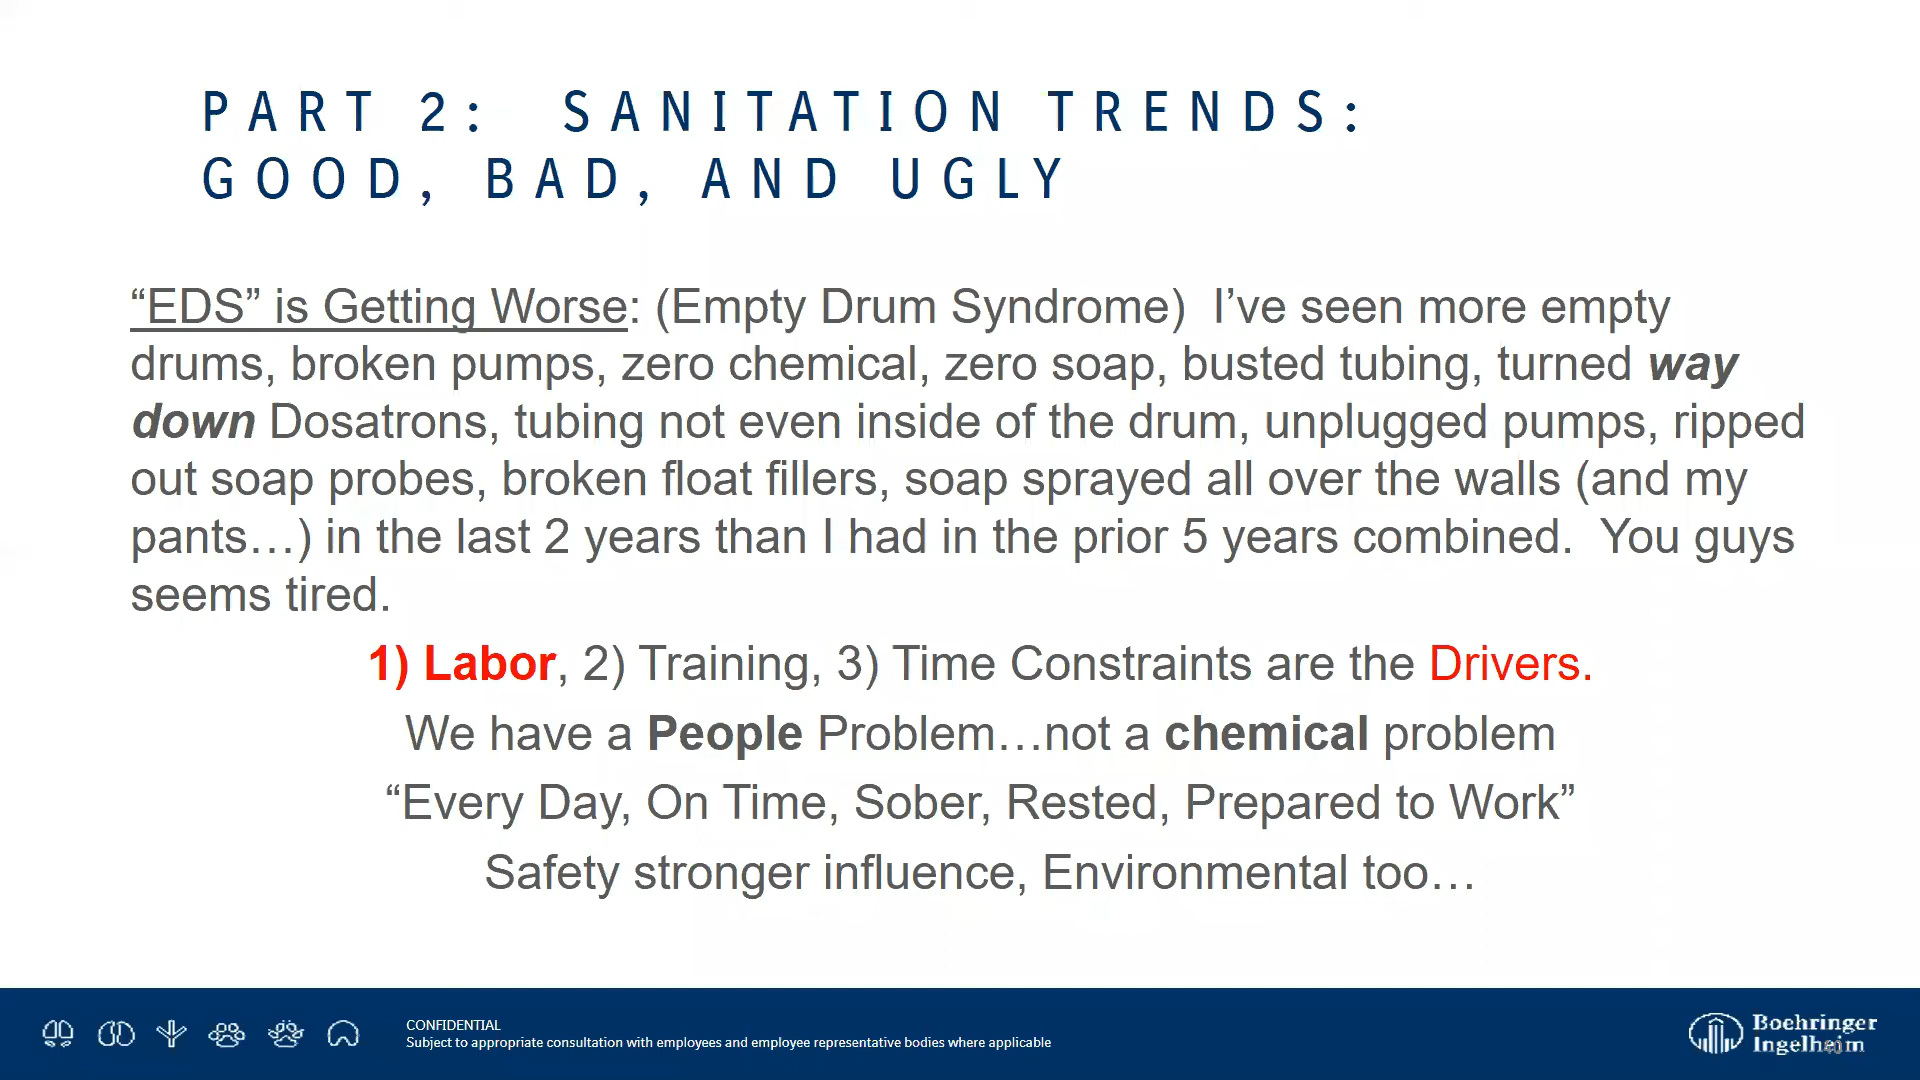 PART 2: SANITATION TRENDS:
GOOD, BAD, AND UGLY
“EDS” is Getting Worse: (Empty Drum Syndrome) I’ve seen more empty
drums, broken pumps, zero chemical, zero soap, busted tubing, turned way
down Dosatrons, tubing not even inside of the drum, unplugged pumps, ripped
out soap probes, broken float fillers, soap sprayed all over the walls (and my
pants…) in the last 2 years than I had in the prior 5 years combined. You guys
seems tired.
1) Labor, 2) Training, 3) Time Constraints are the Drivers.
We have a People Problem…not a chemical problem
“Every Day, On Time, Sober, Rested, Prepared to Work”
Safety stronger influence, Environmental too…
CONFIDENTIAL
Subject to appropriate consultation with employees and employee representative bodies where applicable
Boehringer
Ingelheim
40